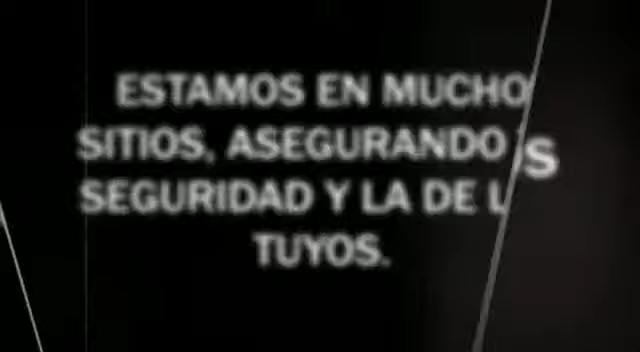 ESTAMOS EN MUCHO
SITIOS, ASEGURANDO S
SEGURIDAD Y LA DE L
TUYOS.